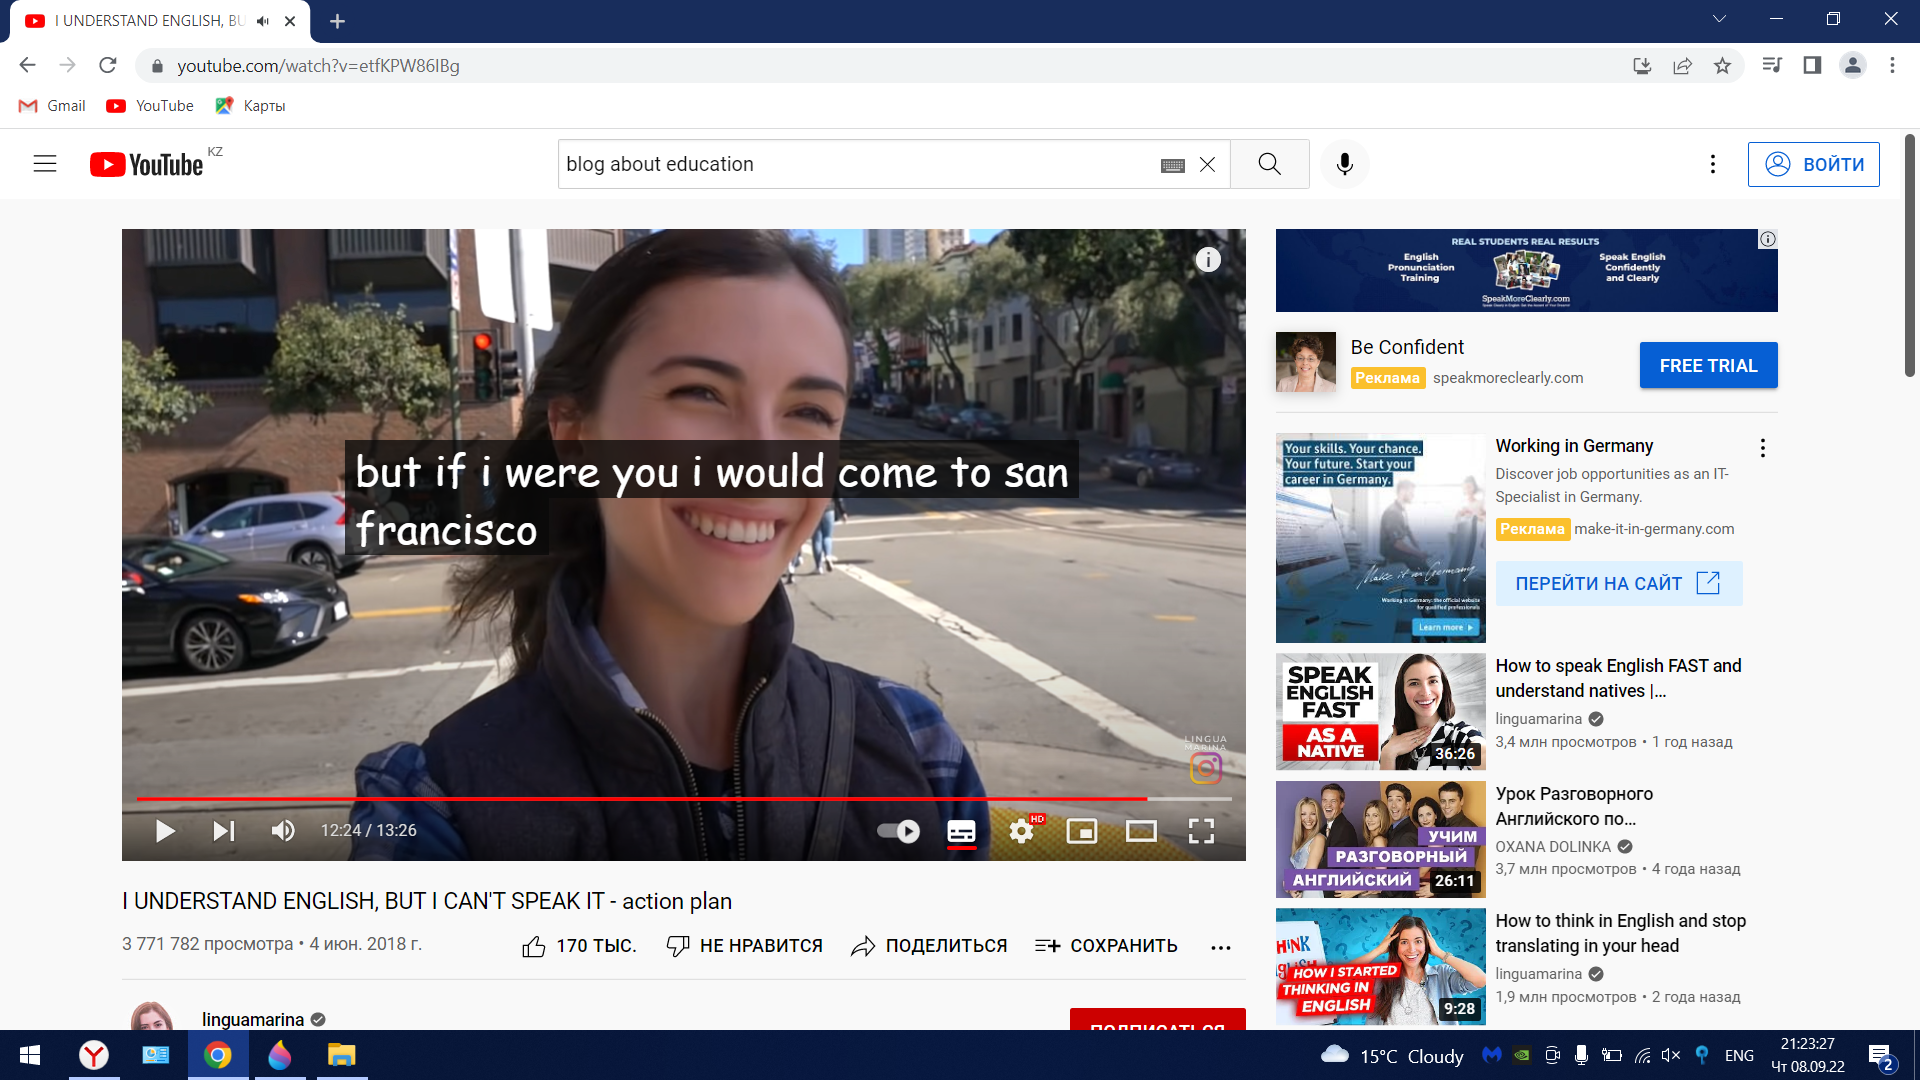 I UNDERSTAND ENGLISH, BU
youtube.com/watch?v=etfKPW86IBg
Gmail
YouTube
Карты
YouTube KZ
blog about education
ВОЙТИ
but if i were you i would come to san
francisco
LINGUA
MARINA
12:24 / 13:26
HD
I UNDERSTAND ENGLISH, BUT I CAN'T SPEAK IT - action plan
3 771 782 просмотра • 4 июн. 2018 г.
170 ТЫС.
НЕ НРАВИТСЯ
ПОДЕЛИТЬСЯ
СОХРАНИТЬ
linguamarina
ПОДПИСАТЬСЯ
REAL STUDENTS REAL RESULTS
English
Pronunciation
Training
Speak English
Confidently
and Clearly
SpeakMoreClearly.com
Be Confident
Реклама speakmoreclearly.com
FREE TRIAL
Your skills. Your chance.
Your future. Start your
career in Germany.
Make it in Germany
Working in Germany: the official website
for qualified professionals
Learn more
Working in Germany
Discover job opportunities as an IT-
Specialist in Germany.
Реклама make-it-in-germany.com
ПЕРЕЙТИ НА САЙТ
SPEAK
ENGLISH
FAST
AS A
NATIVE
36:26
How to speak English FAST and
understand natives |...
linguamarina
3,4 млн просмотров • 1 год назад
УЧИМ
РАЗГОВОРНЫЙ
АНГЛИЙСКИЙ
26:11
Урок Разговорного
Английского по...
OXANA DOLINKA
3,7 млн просмотров • 4 года назад
HOW I STARTED
THINKING IN
ENGLISH
9:28
How to think in English and stop
translating in your head
linguamarina
1,9 млн просмотров • 2 года назад
15°C Cloudy
ENG
21:23:27
Чт 08.09.22
2